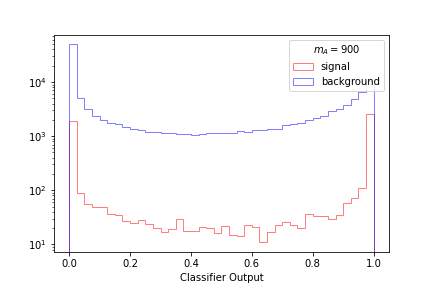 m_A = 900
signal
background
10^4
10^3
10^2
10^1
0.0 0.2 0.4 0.6 0.8 1.0
Classifier Output